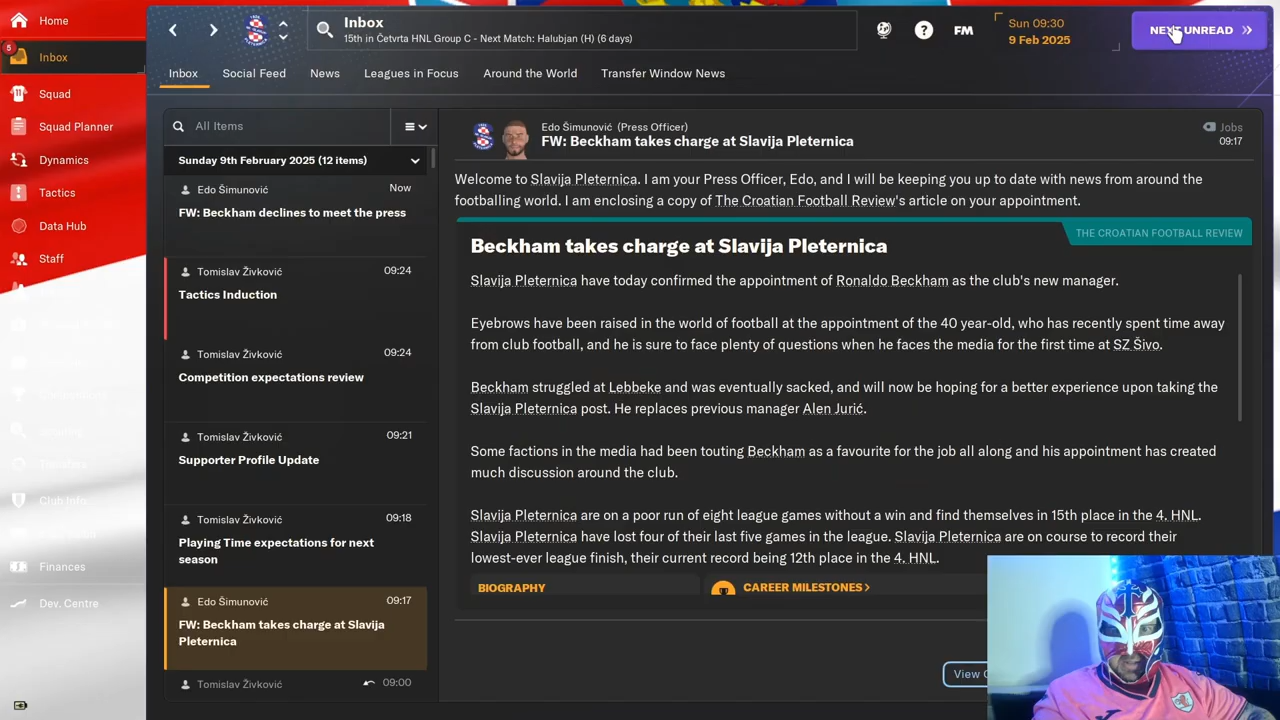 Home
5
Inbox
Squad
Squad Planner
Dynamics
Tactics
Data Hub
Staff
Transfers
Club Info
Finances
Dev. Centre
Inbox
15th in Četvrta HNL Group C - Next Match: Halubjan (H) (6 days)
?
FM
Sun 09:30
9 Feb 2025
NEXT UNREAD
Inbox
Social Feed
News
Leagues in Focus
Around the World
Transfer Window News
All Items
Sunday 9th February 2025 (12 items)
Edo Šimunović
Now
FW: Beckham declines to meet the press
Tomislav Živković
09:24
Tactics Induction
Tomislav Živković
09:24
Competition expectations review
Tomislav Živković
09:21
Supporter Profile Update
Tomislav Živković
09:18
Playing Time expectations for next
season
Edo Šimunović
09:17
FW: Beckham takes charge at Slavija
Pleternica
Tomislav Živković
09:00
Edo Šimunović (Press Officer)
FW: Beckham takes charge at Slavija Pleternica
Jobs
09:17
Welcome to Slavija Pleternica. I am your Press Officer, Edo, and I will be keeping you up to date with news from around the
footballing world. I am enclosing a copy of The Croatian Football Review's article on your appointment.
THE CROATIAN FOOTBALL REVIEW
Beckham takes charge at Slavija Pleternica
Slavija Pleternica have today confirmed the appointment of Ronaldo Beckham as the club's new manager.
Eyebrows have been raised in the world of football at the appointment of the 40 year-old, who has recently spent time away
from club football, and he is sure to face plenty of questions when he faces the media for the first time at SZ Šivo.
Beckham struggled at Lebbeke and was eventually sacked, and will now be hoping for a better experience upon taking the
Slavija Pleternica post. He replaces previous manager Alen Jurić.
Some factions in the media had been touting Beckham as a favourite for the job all along and his appointment has created
much discussion around the club.
Slavija Pleternica are on a poor run of eight league games without a win and find themselves in 15th place in the 4. HNL.
Slavija Pleternica have lost four of their last five games in the league. Slavija Pleternica are on course to record their
lowest-ever league finish, their current record being 12th place in the 4. HNL.
BIOGRAPHY
CAREER MILESTONES
View